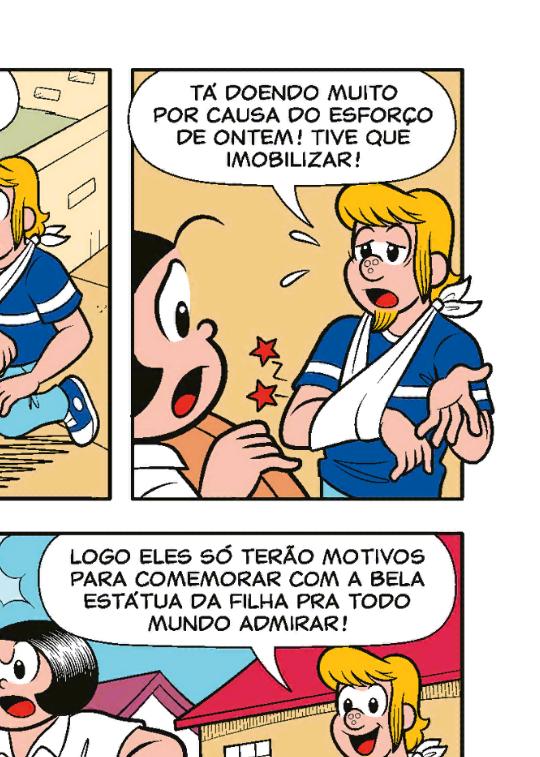 TÁ DOENDO MUITO
POR CAUSA DO ESFORÇO
DE ONTEM! TIVE QUE
IMOBILIZAR!
LOGO ELES SÓ TERÃO MOTIVOS
PARA COMEMORAR COM A BELA
ESTÁTUA DA FILHA PRA TODO
MUNDO ADMIRAR!